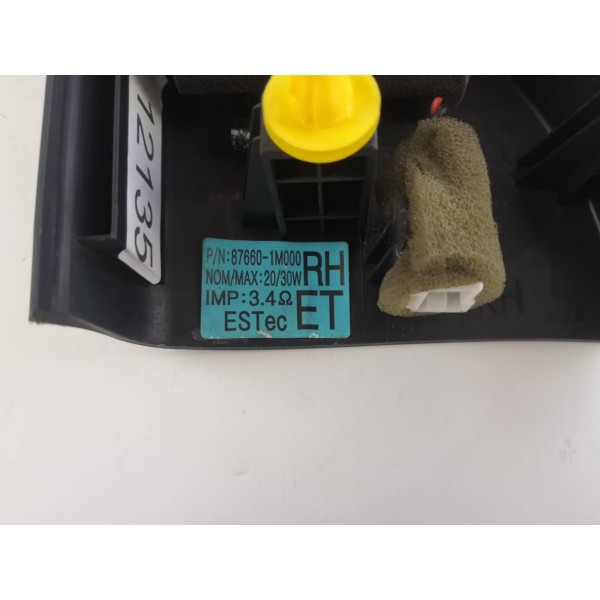 12135
P/N:87660-1M000
NOM/MAX:20/30W
RH
IMP:3.4Ω
ESTec
ET